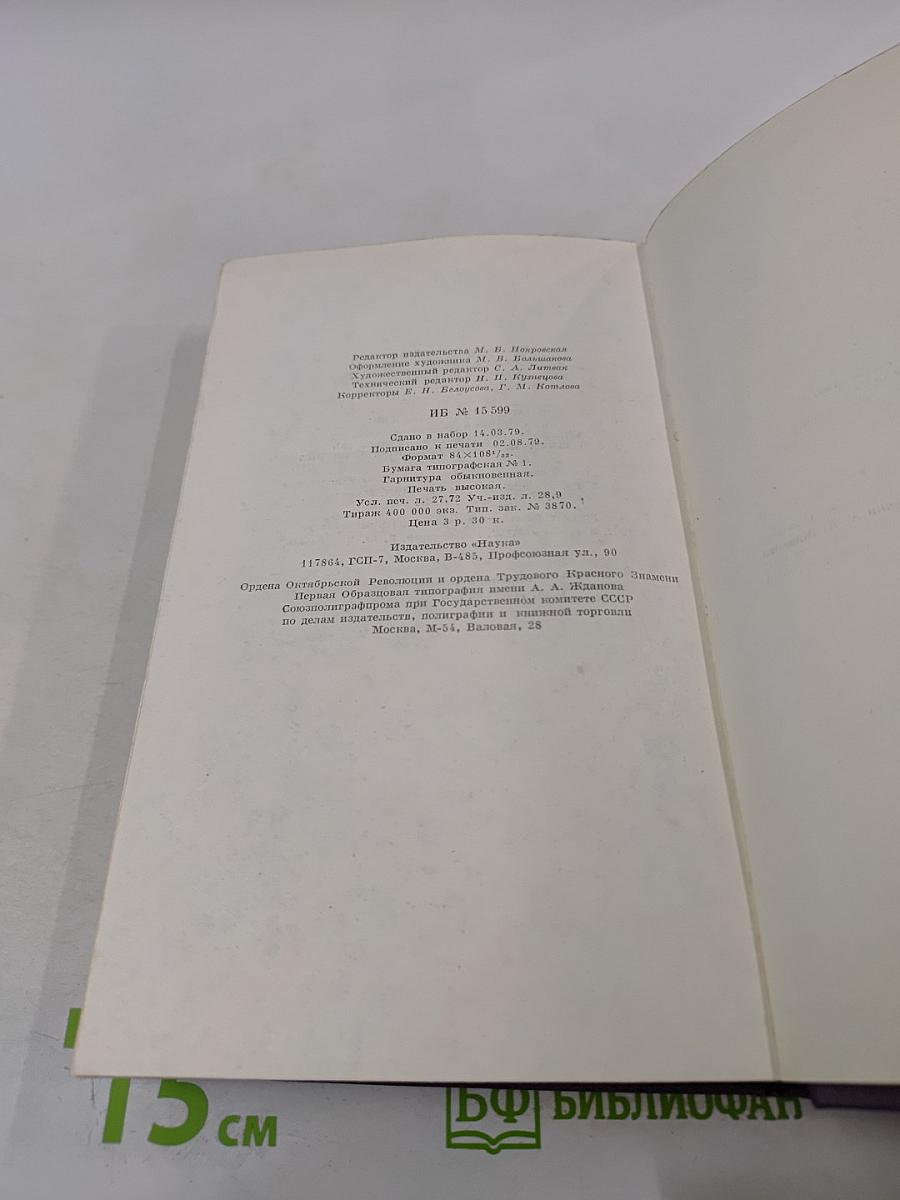 Редактор издательства М. Б. Покровская
Оформление художника М. В. Большакова
Художественный редактор С. А. Литвак
Технический редактор Н. П. Кузнецова
Корректоры Е. Н. Белоусова, Г. М. Котлова
ИБ № 15 599
Сдано в набор 14.03.79.
Подписано к печати 02.08.79.
Формат 84×108¹/₃₂.
Бумага типографская № 1.
Гарнитура обыкновенная.
Печать высокая.
Усл. печ. л. 27,72 Уч.-изд. л. 28,9
Тираж 400 000 экз. Тип. зак. № 3870.
Цена 3 р. 30 к.
Издательство «Наука»
117864, ГСП-7, Москва, В-485, Профсоюзная ул., 90
Ордена Октябрьской Революции и ордена Трудового Красного Знамени
Первая Образцовая типография имени А. А. Жданова
Союзполиграфпрома при Государственном комитете СССР
по делам издательств, полиграфии и книжной торговли
Москва, М-54, Валовая, 28
15 см
БФ БИБЛИОФАН